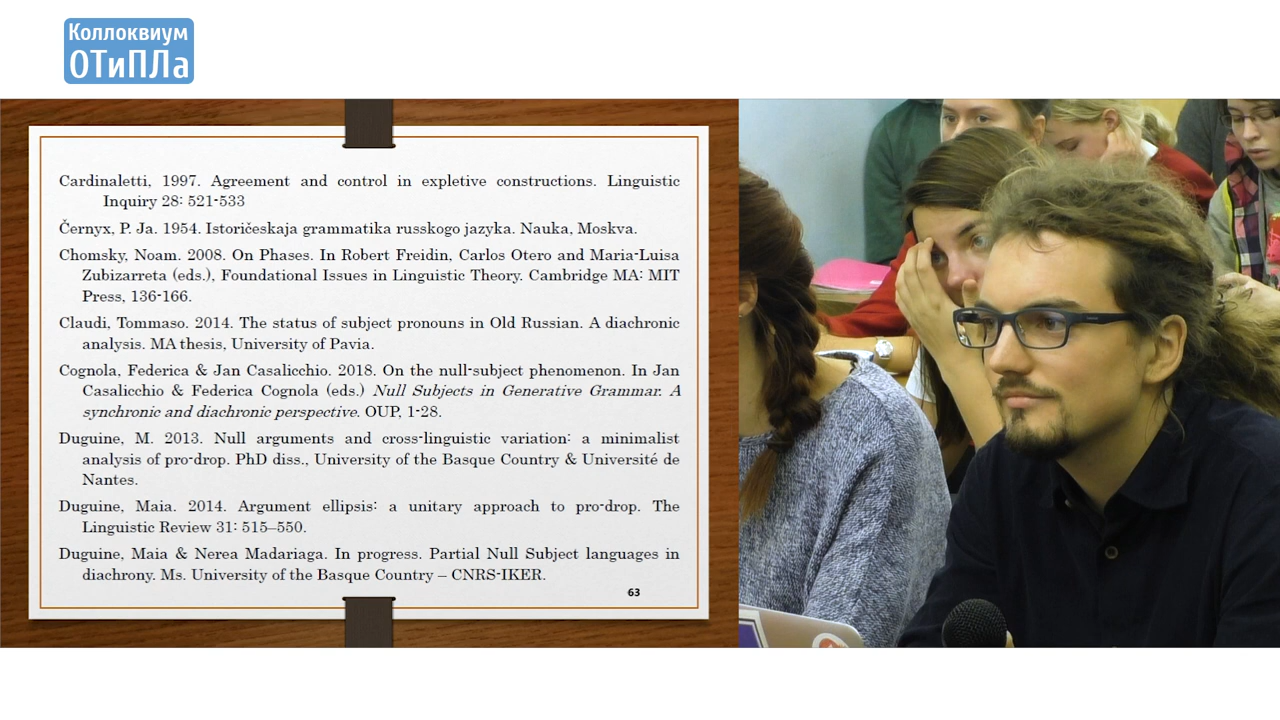 Коллоквиум
ОТиПЛа
Cardinaletti, 1997. Agreement and control in expletive constructions. Linguistic
Inquiry 28: 521-533
Černyx, P. Ja. 1954. Istoričeskaja grammatika russkogo jazyka. Nauka, Moskva.
Chomsky, Noam. 2008. On Phases. In Robert Freidin, Carlos Otero and Maria-Luisa
Zubizarreta (eds.), Foundational Issues in Linguistic Theory. Cambridge MA: MIT
Press, 136-166.
Claudi, Tommaso. 2014. The status of subject pronouns in Old Russian. A diachronic
analysis. MA thesis, University of Pavia.
Cognola, Federica & Jan Casalicchio. 2018. On the null-subject phenomenon. In Jan
Casalicchio & Federica Cognola (eds.) Null Subjects in Generative Grammar. A
synchronic and diachronic perspective. OUP, 1-28.
Duguine, M. 2013. Null arguments and cross-linguistic variation: a minimalist
analysis of pro-drop. PhD diss., University of the Basque Country & Université de
Nantes.
Duguine, Maia. 2014. Argument ellipsis: a unitary approach to pro-drop. The
Linguistic Review 31: 515–550.
Duguine, Maia & Nerea Madariaga. In progress. Partial Null Subject languages in
diachrony. Ms. University of the Basque Country – CNRS-IKER.
63